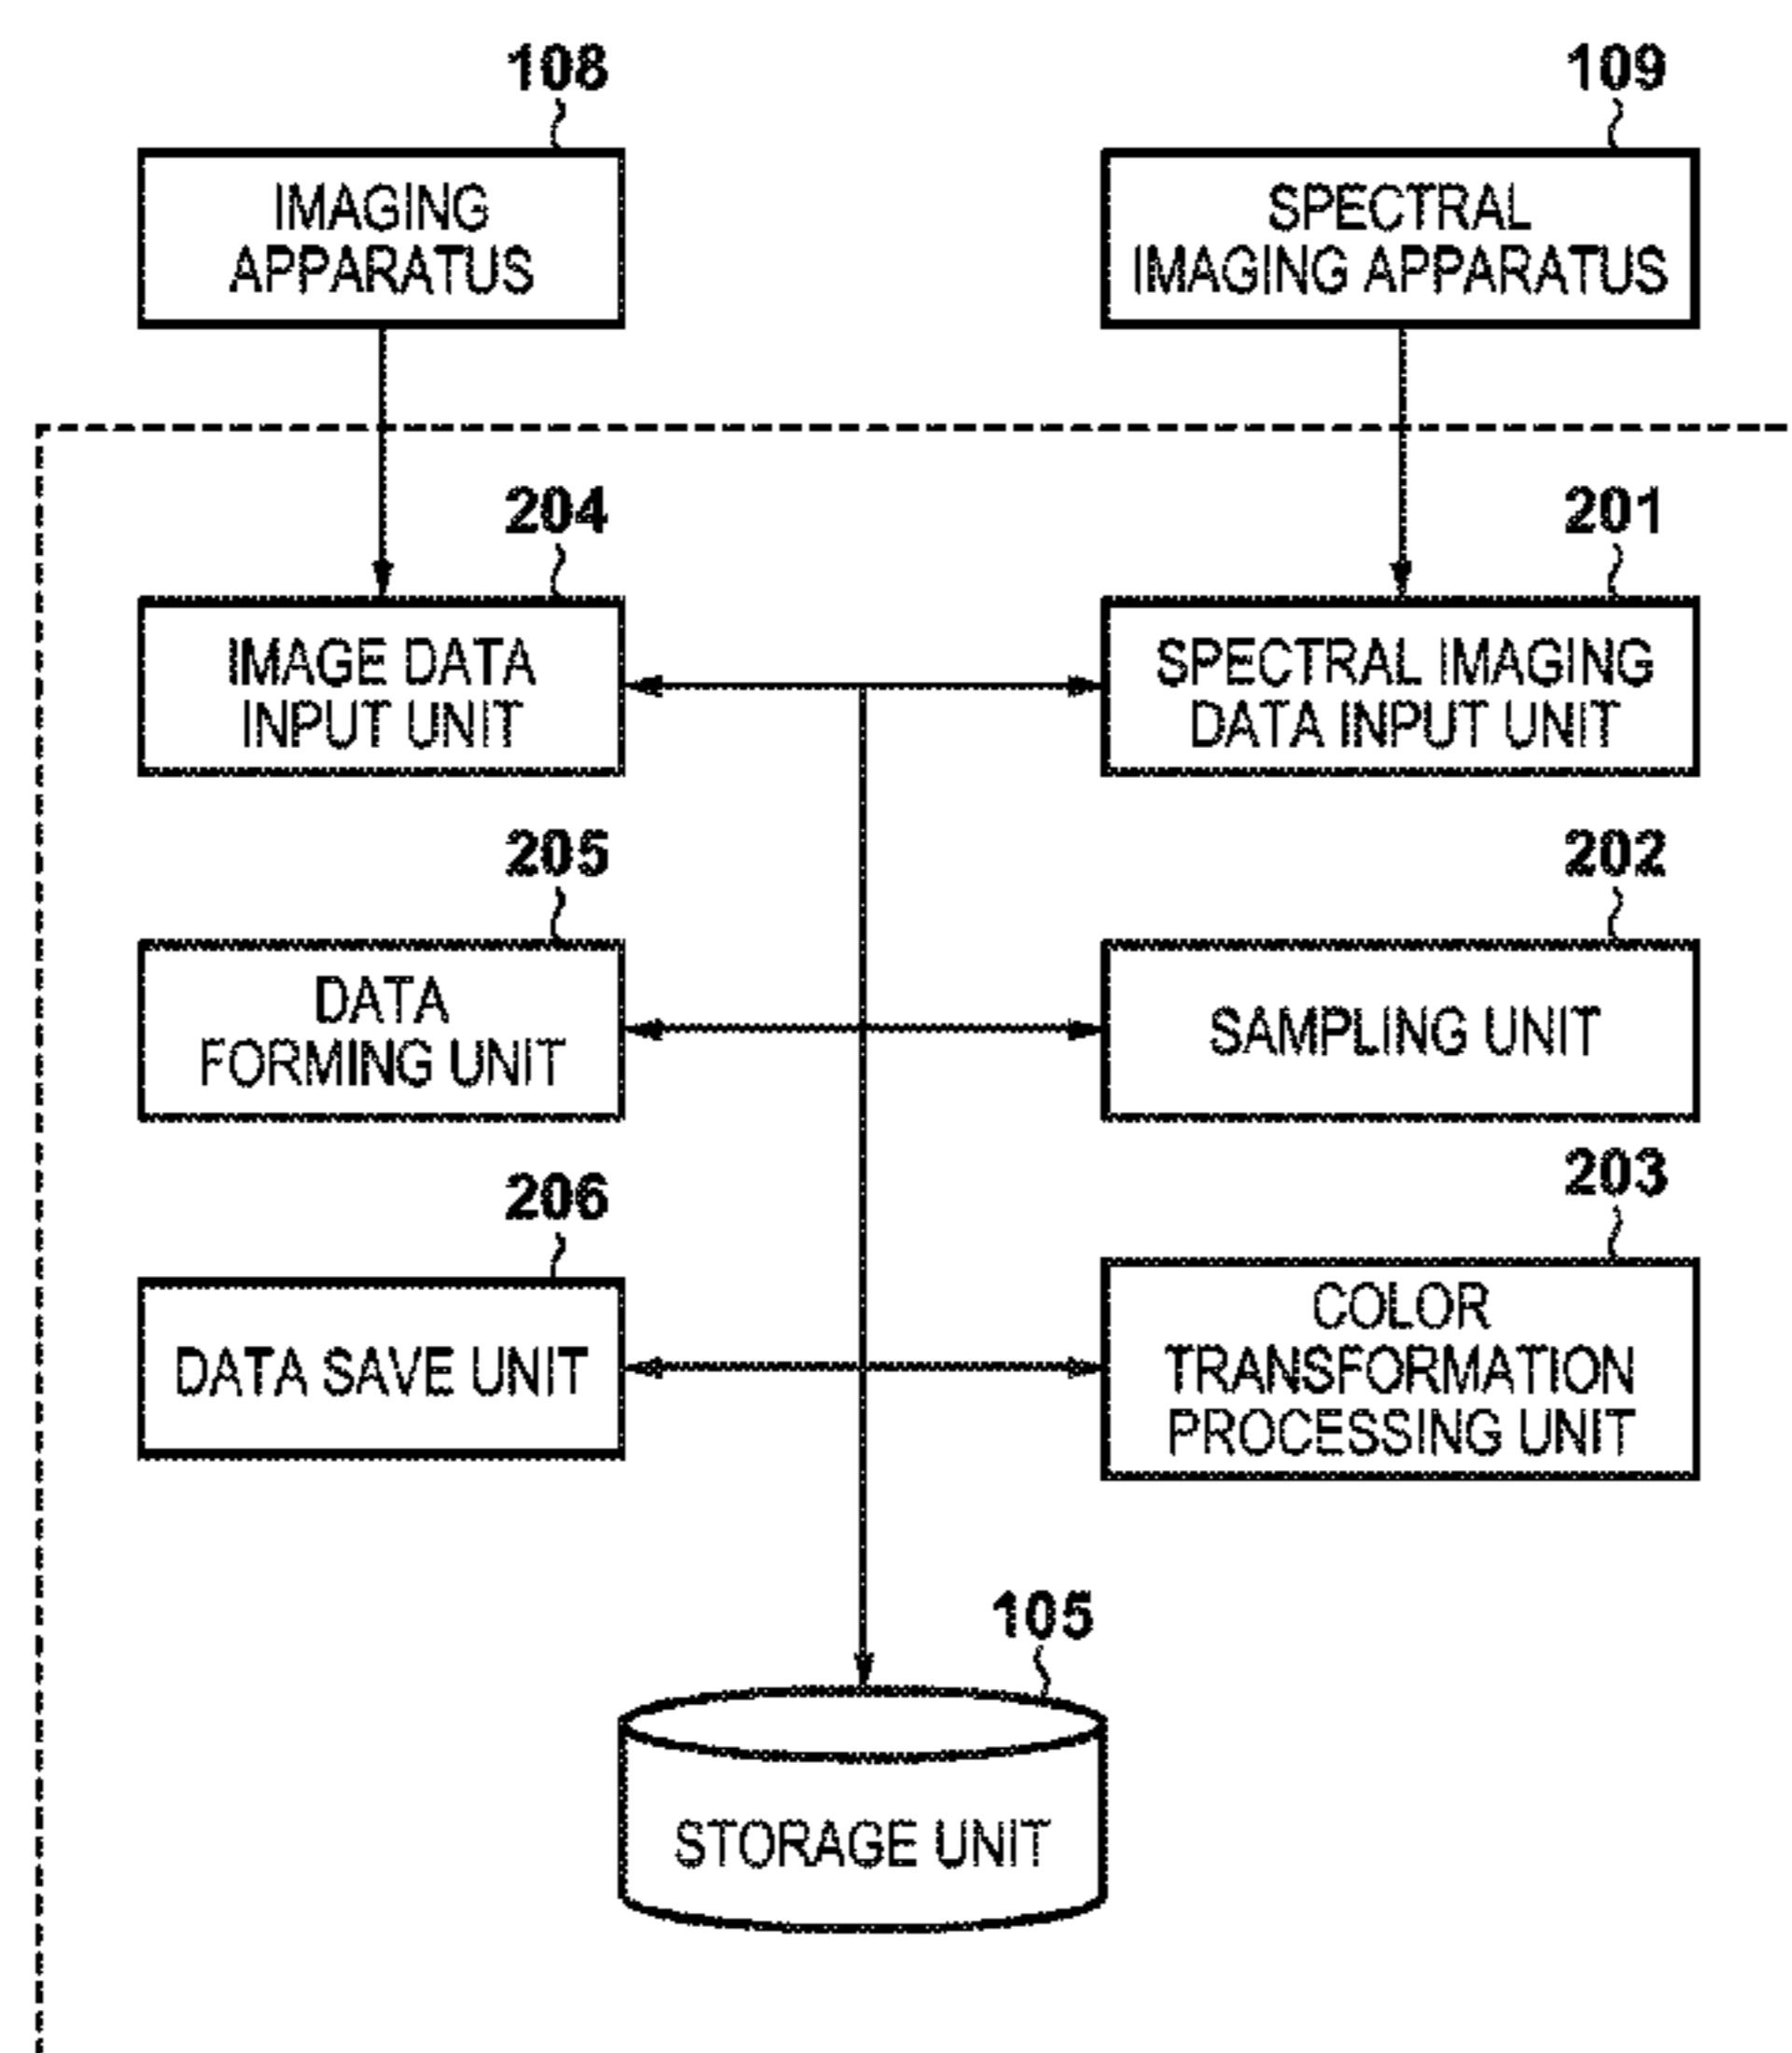 108
109
IMAGING
APPARATUS
SPECTRAL
IMAGING APPARATUS
204
201
IMAGE DATA
INPUT UNIT
SPECTRAL IMAGING
DATA INPUT UNIT
205
202
DATA
FORMING UNIT
SAMPLING UNIT
206
203
DATA SAVE UNIT
COLOR
TRANSFORMATION
PROCESSING UNIT
105
STORAGE UNIT